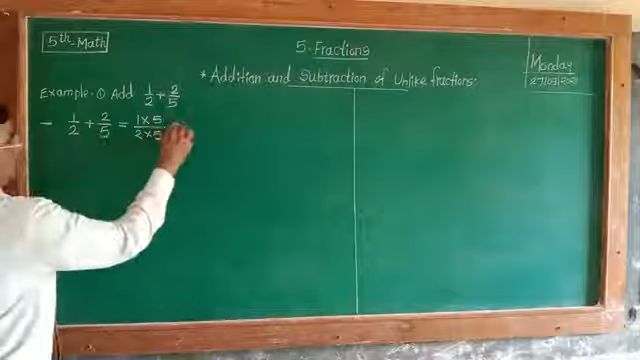 5th-Math
5-Fractions
Monday
*Addition and Subtraction of Unlike fractions.
Example-① Add 1/2 + 2/5
- 1/2 + 2/5 = 1×5/2×5